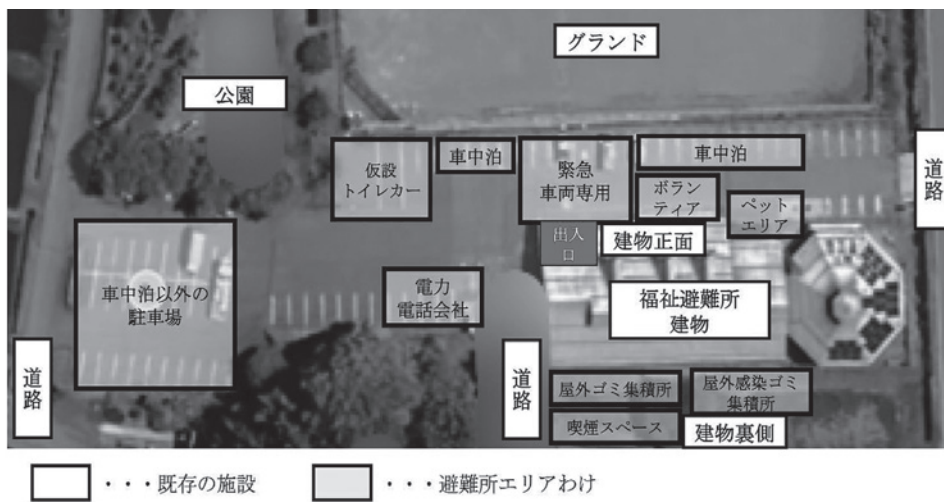 グランド
公園
仮設
トイレカー
車中泊
緊急
車両専用
車中泊
ボラン
ティア
ペット
エリア
道路
出入
口
建物正面
車中泊以外の
駐車場
電力
電話会社
福祉避難所
建物
道路
道路
屋外ゴミ集積所
屋外感染ゴミ
集積所
喫煙スペース
建物裏側
・・・既存の施設
・・・避難所エリアわけ